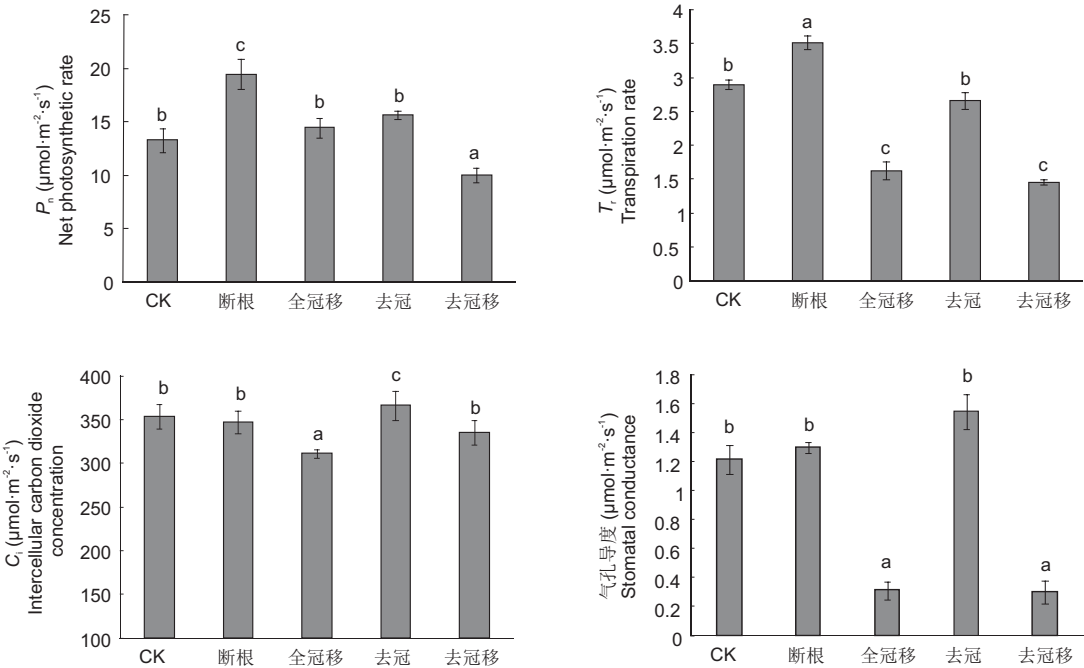 P_n (μmol·m⁻²·s⁻¹)
Net photosynthetic rate
25
20
15
10
5
0
b
c
b
b
a
CK 断根 全冠移 去冠 去冠移
T_r (μmol·m⁻²·s⁻¹)
Transpiration rate
4
3.5
3
2.5
2
1.5
1
0.5
0
b
a
c
b
c
CK 断根 全冠移 去冠 去冠移
C_i (μmol·m⁻²·s⁻¹)
Intercellular carbon dioxide
concentration
400
350
300
250
200
150
100
b
b
a
c
b
CK 断根 全冠移 去冠 去冠移
气孔导度 (μmol·m⁻²·s⁻¹)
Stomatal conductance
1.8
1.6
1.4
1.2
1
0.8
0.6
0.4
0.2
0
b
b
a
b
a
CK 断根 全冠移 去冠 去冠移